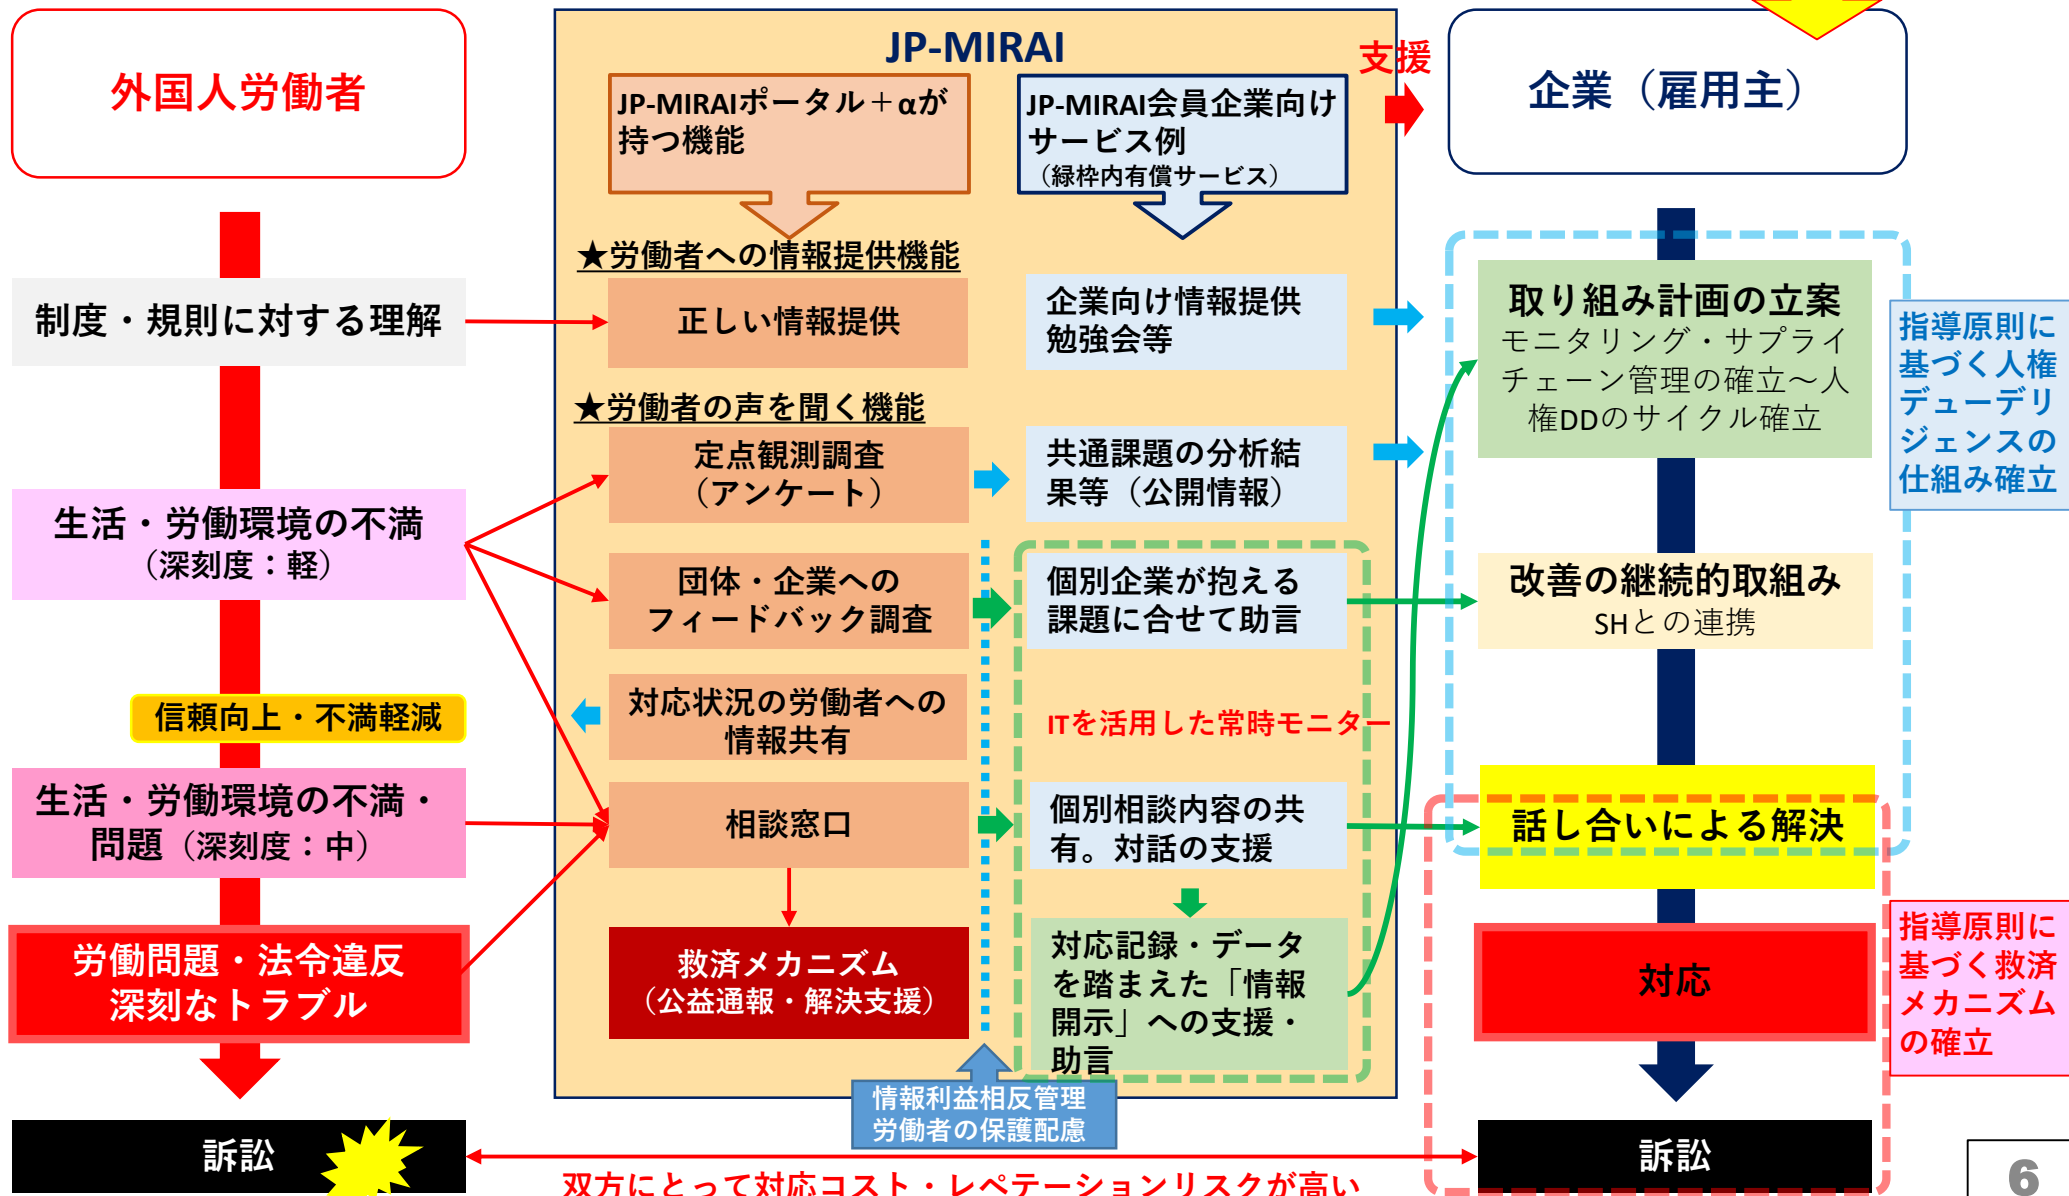 JP-MIRAI
支援
外国人労働者
JP-MIRAIポータル＋αが
持つ機能
JP-MIRAI会員企業向け
サービス例
（緑枠内有償サービス）
企業（雇用主）
★労働者への情報提供機能
制度・規則に対する理解
正しい情報提供
企業向け情報提供
勉強会等
取り組み計画の立案
モニタリング・サプライ
チェーン管理の確立～人
権DDのサイクル確立
指導原則に
基づく人権
デューデリ
ジェンスの
仕組み確立
★労働者の声を聞く機能
定点観測調査
（アンケート）
共通課題の分析結
果等（公開情報）
生活・労働環境の不満
（深刻度：軽）
団体・企業への
フィードバック調査
個別企業が抱える
課題に合せて助言
改善の継続的取組み
SHとの連携
信頼向上・不満軽減
対応状況の労働者への
情報共有
ITを活用した常時モニター
生活・労働環境の不満・
問題（深刻度：中）
相談窓口
個別相談内容の共
有。対話の支援
話し合いによる解決
労働問題・法令違反
深刻なトラブル
救済メカニズム
（公益通報・解決支援）
対応記録・データ
を踏まえた「情報
開示」への支援・
助言
対応
指導原則に
基づく救済
メカニズム
の確立
情報利益相反管理
労働者の保護配慮
訴訟
訴訟
双方にとって対応コスト・レペテーションリスクが高い
6